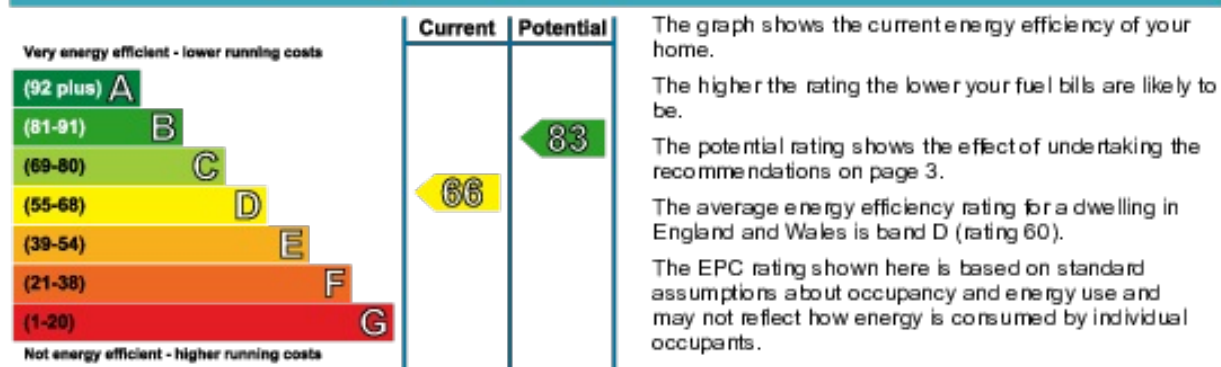 Current Potential
Very energy efficient - lower running costs
(92 plus) A
(81-91) B
(69-80) C
(55-68) D
(39-54) E
(21-38) F
(1-20) G
Not energy efficient - higher running costs
66
83
The graph shows the current energy efficiency of your
home.
The higher the rating the lower your fuel bills are likely to
be.
The potential rating shows the effect of undertaking the
recommendations on page 3.
The average energy efficiency rating for a dwelling in
England and Wales is band D (rating 60).
The EPC rating shown here is based on standard
assumptions about occupancy and energy use and
may not reflect how energy is consumed by individual
occupants.